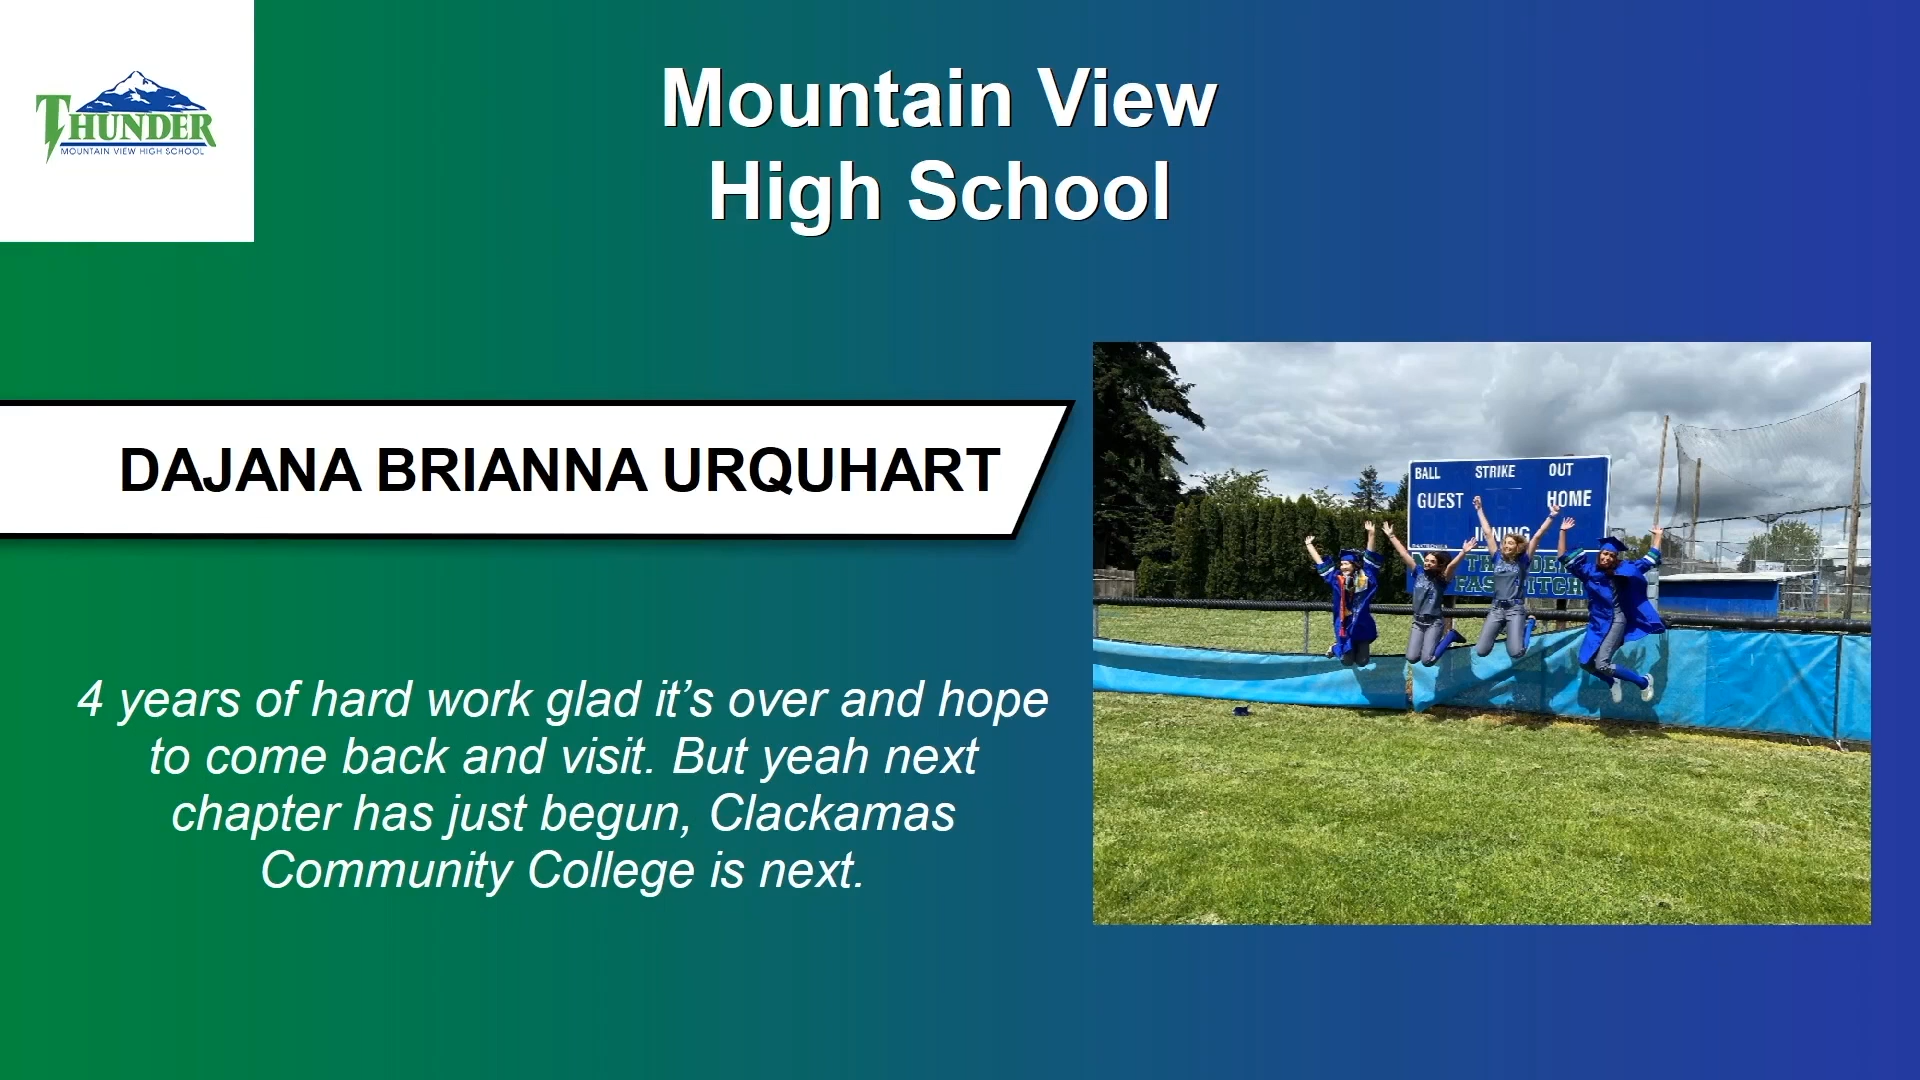 THUNDER
MOUNTAIN VIEW HIGH SCHOOL
Mountain View
High School
DAJANA BRIANNA URQUHART
4 years of hard work glad it’s over and hope
to come back and visit. But yeah next
chapter has just begun, Clackamas
Community College is next.
BALL STRIKE OUT
GUEST HOME
INNING